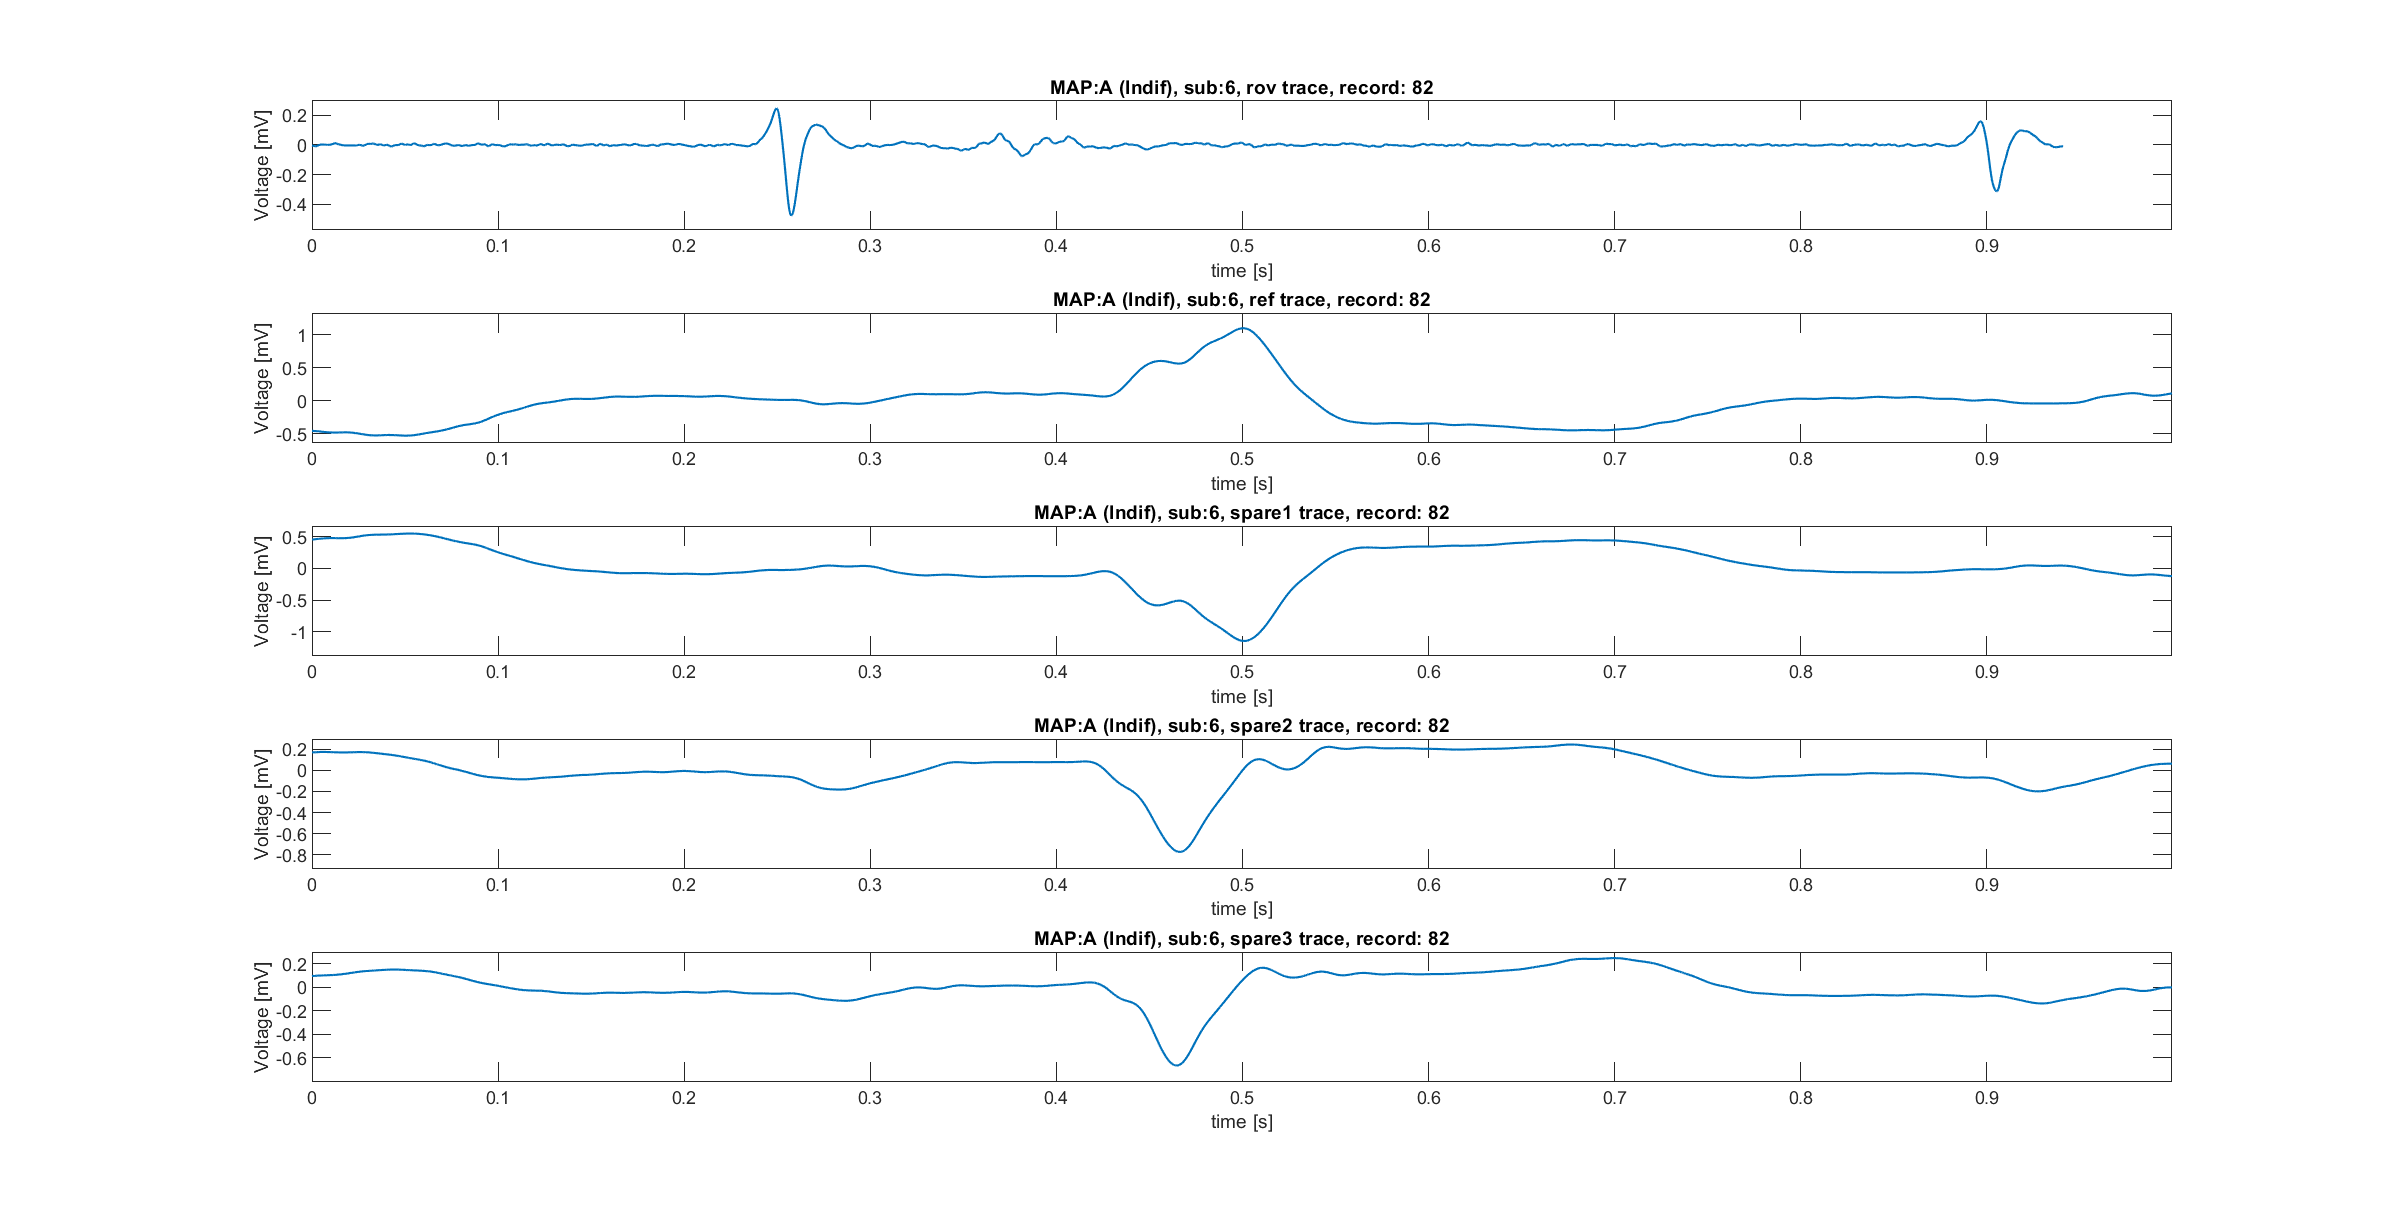 MAP:A (Indif), sub:6, rov trace, record: 82
Voltage [mV]
0.2
0
-0.2
-0.4
0 0.1 0.2 0.3 0.4 0.5 0.6 0.7 0.8 0.9
time [s]
MAP:A (Indif), sub:6, ref trace, record: 82
Voltage [mV]
1
0.5
0
-0.5
0 0.1 0.2 0.3 0.4 0.5 0.6 0.7 0.8 0.9
time [s]
MAP:A (Indif), sub:6, spare1 trace, record: 82
Voltage [mV]
0.5
0
-0.5
-1
0 0.1 0.2 0.3 0.4 0.5 0.6 0.7 0.8 0.9
time [s]
MAP:A (Indif), sub:6, spare2 trace, record: 82
Voltage [mV]
0.2
0
-0.2
-0.4
-0.6
-0.8
0 0.1 0.2 0.3 0.4 0.5 0.6 0.7 0.8 0.9
time [s]
MAP:A (Indif), sub:6, spare3 trace, record: 82
Voltage [mV]
0.2
0
-0.2
-0.4
-0.6
0 0.1 0.2 0.3 0.4 0.5 0.6 0.7 0.8 0.9
time [s]